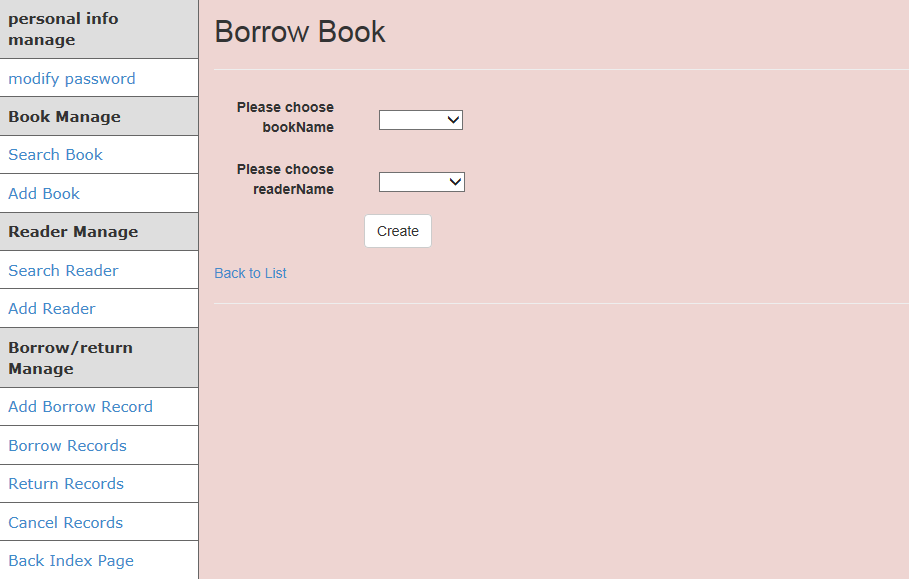 personal info
manage
modify password
Book Manage
Search Book
Add Book
Reader Manage
Search Reader
Add Reader
Borrow/return
Manage
Add Borrow Record
Borrow Records
Return Records
Cancel Records
Back Index Page
Borrow Book
Please choose
bookName
Please choose
readerName
Create
Back to List